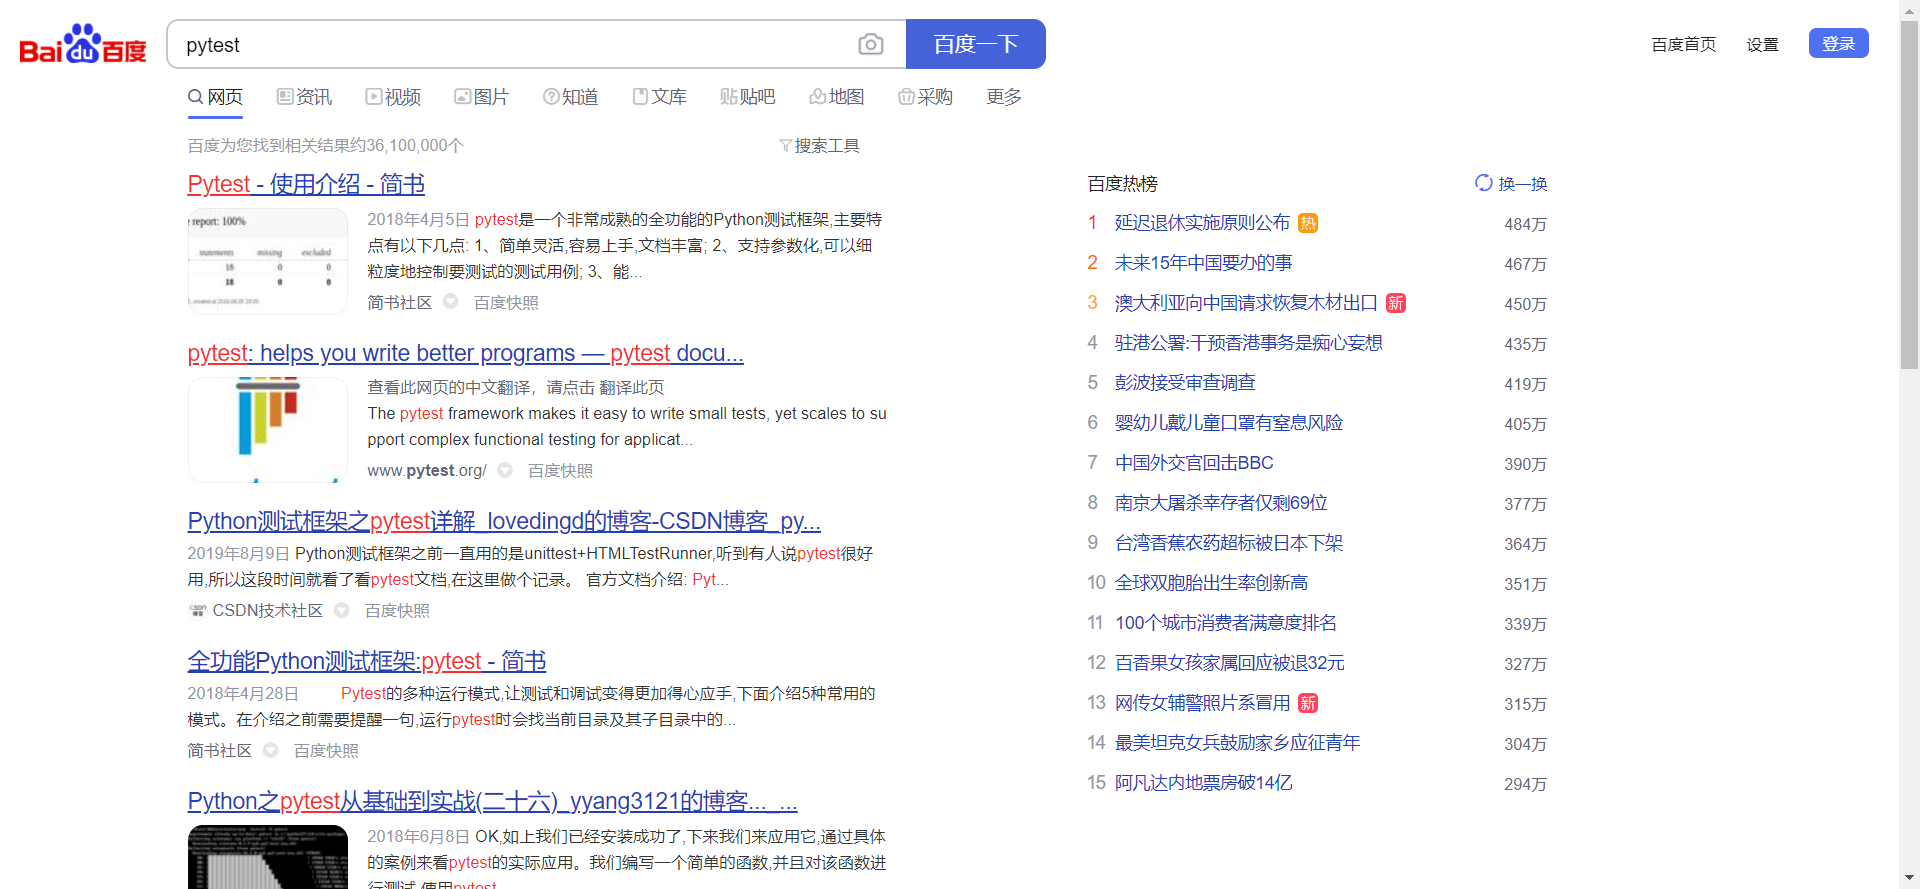 Bai du 百度
pytest
百度一下
百度首页
设置
登录
网页
资讯
视频
图片
知道
文库
贴吧
地图
采购
更多
百度为您找到相关结果约36,100,000个
搜索工具
Pytest - 使用介绍 - 简书
report: 100%
statements missing excluded
18 0 0
18 0 0
2018年4月5日 pytest是一个非常成熟的全功能的Python测试框架,主要特
点有以下几点: 1、简单灵活,容易上手,文档丰富; 2、支持参数化,可以细
粒度地控制要测试的测试用例; 3、能...
简书社区 百度快照
pytest: helps you write better programs — pytest docu...
查看此网页的中文翻译，请点击 翻译此页
The pytest framework makes it easy to write small tests, yet scales to su
pport complex functional testing for applicat...
www.pytest.org/ 百度快照
Python测试框架之pytest详解_lovedingd的博客-CSDN博客_py...
2019年8月9日 Python测试框架之前一直用的是unittest+HTMLTestRunner,听到有人说pytest很好
用,所以这段时间就看了看pytest文档,在这里做个记录。 官方文档介绍: Pyt...
CSDN技术社区 百度快照
全功能Python测试框架:pytest - 简书
2018年4月28日 Pytest的多种运行模式,让测试和调试变得更加得心应手,下面介绍5种常用的
模式。在介绍之前需要提醒一句,运行pytest时会找当前目录及其子目录中的...
简书社区 百度快照
Python之pytest从基础到实战(二十六)_yyang3121的博客..._...
2018年6月8日 OK,如上我们已经安装成功了,下来我们来应用它,通过具体
的案例来看pytest的实际应用。我们编写一个简单的函数,并且对该函数进
行测试,使用pytest
百度热榜
换一换
1 延迟退休实施原则公布 热 484万
2 未来15年中国要办的事 467万
3 澳大利亚向中国请求恢复木材出口 新 450万
4 驻港公署:干预香港事务是痴心妄想 435万
5 彭波接受审查调查 419万
6 婴幼儿戴儿童口罩有窒息风险 405万
7 中国外交官回击BBC 390万
8 南京大屠杀幸存者仅剩69位 377万
9 台湾香蕉农药超标被日本下架 364万
10 全球双胞胎出生率创新高 351万
11 100个城市消费者满意度排名 339万
12 百香果女孩家属回应被退32元 327万
13 网传女辅警照片系冒用 新 315万
14 最美坦克女兵鼓励家乡应征青年 304万
15 阿凡达内地票房破14亿 294万